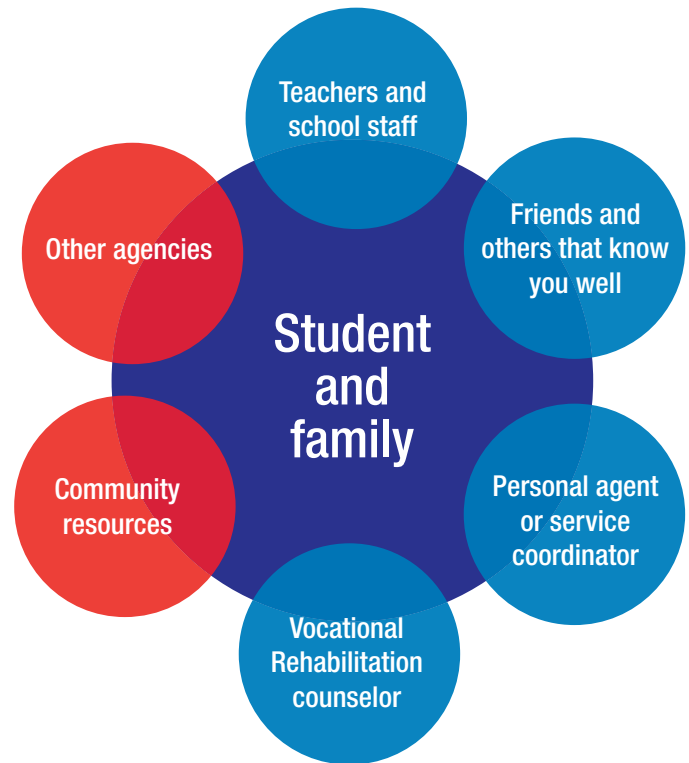 Teachers and
school staff
Friends and
others that know
you well
Other agencies
Student
and
family
Personal agent
or service
coordinator
Community
resources
Vocational
Rehabilitation
counselor